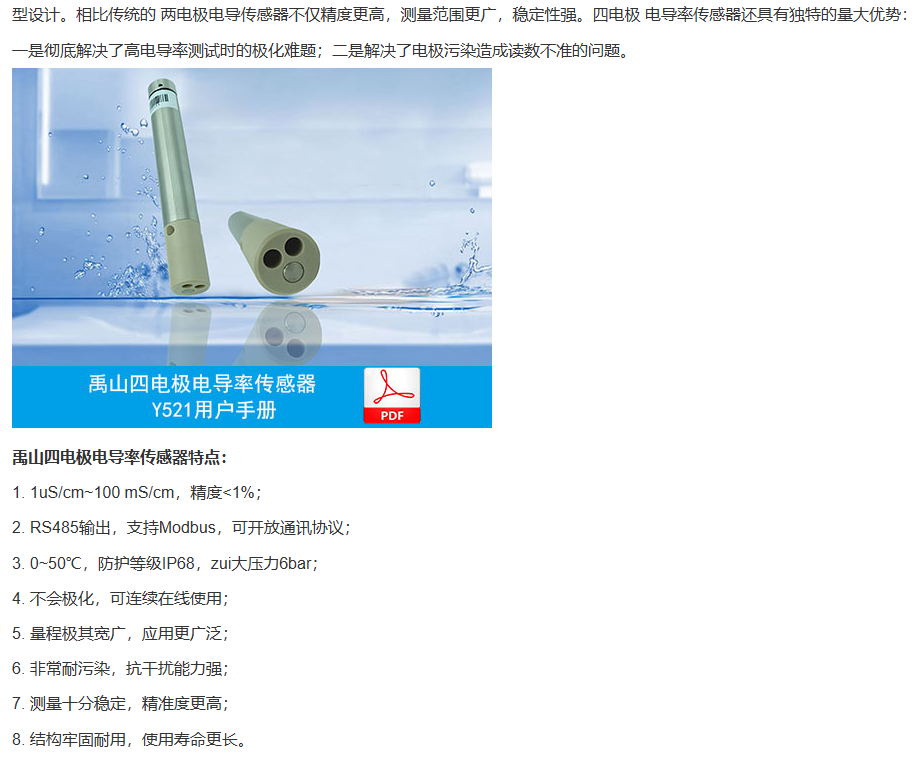 型设计。相比传统的 两电极电导传感器不仅精度更高，测量范围更广，稳定性强。四电极 电导率传感器还具有独特的量大优势：
一是彻底解决了高电导率测试时的极化难题；二是解决了电极污染造成读数不准的问题。
禹山四电极电导率传感器
Y521用户手册
PDF
禹山四电极电导率传感器特点：
1. 1uS/cm~100 mS/cm，精度<1%；
2. RS485输出，支持Modbus，可开放通讯协议；
3. 0~50℃，防护等级IP68，zui大压力6bar；
4. 不会极化，可连续在线使用；
5. 量程极其宽广，应用更广泛；
6. 非常耐污染，抗干扰能力强；
7. 测量十分稳定，精准度更高；
8. 结构牢固耐用，使用寿命更长。